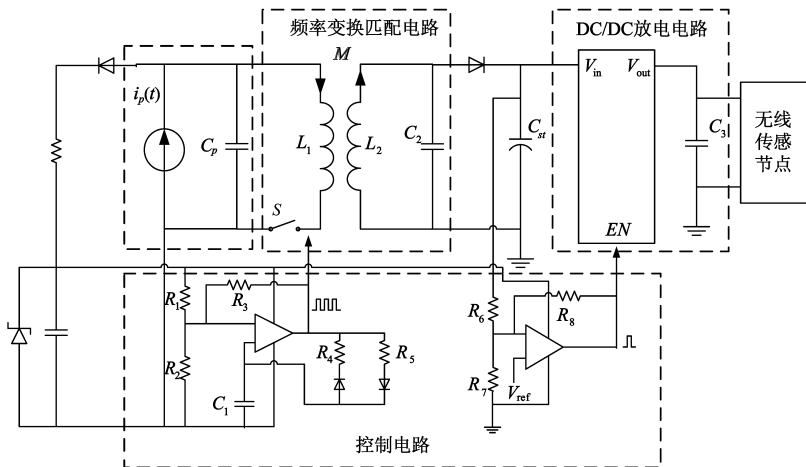 频率变换匹配电路
DC/DC放电电路
M
V_in
V_out
i_p(t)
C_p
L_1
L_2
C_2
C_st
C_3
无线
传感
节点
S
EN
R_1
R_3
R_2
C_1
R_4
R_5
R_6
R_8
R_7
V_ref
控制电路